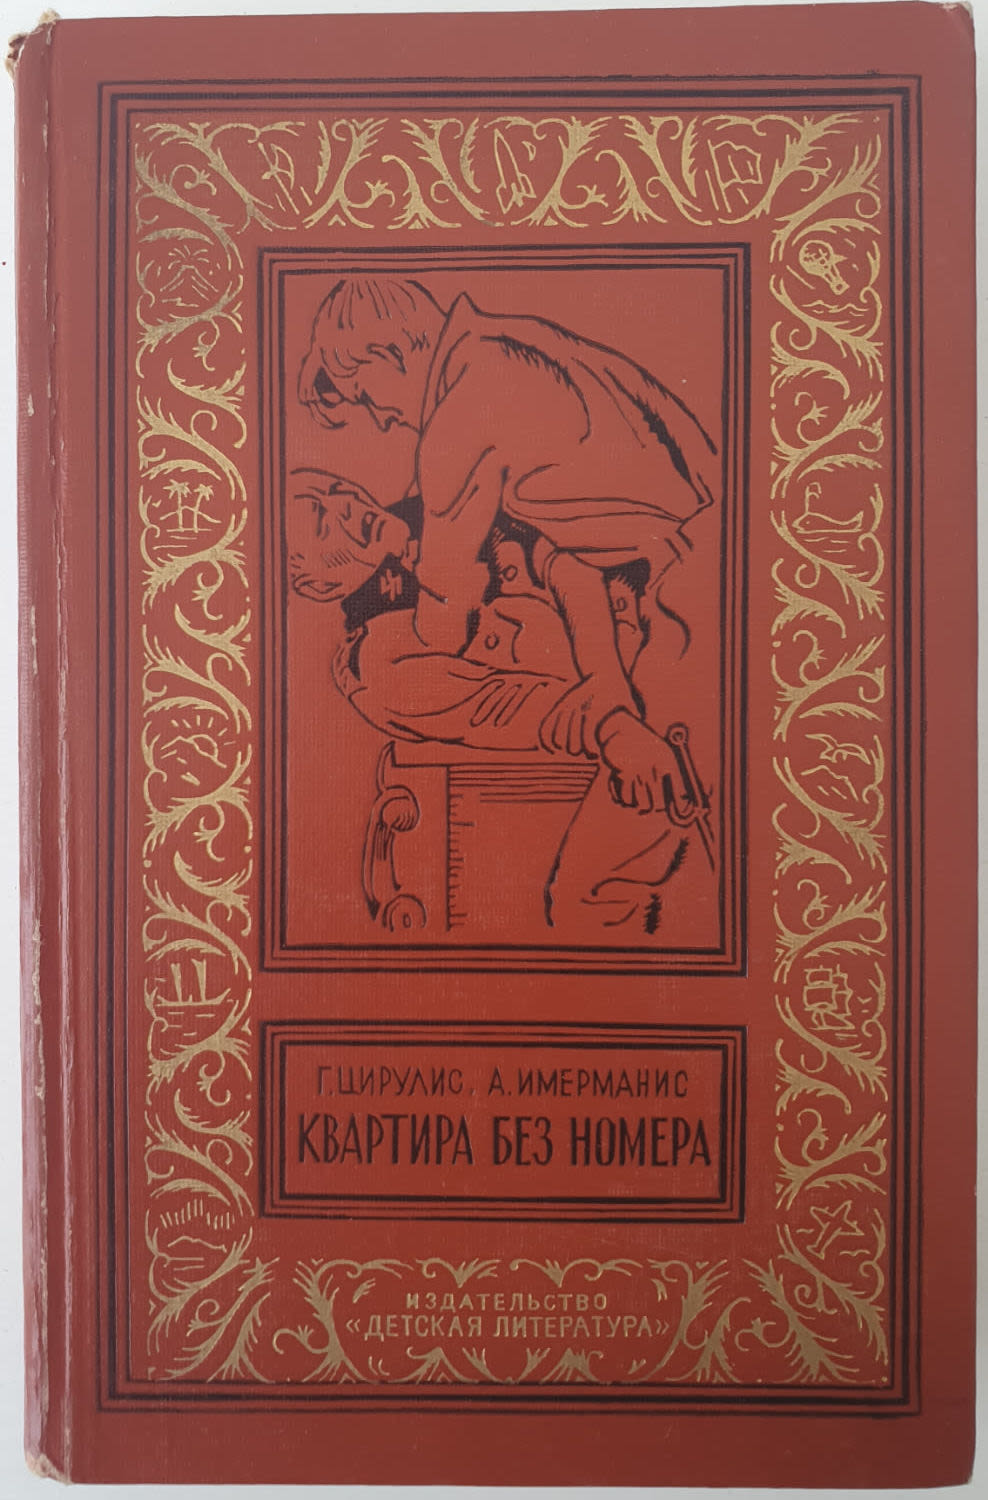 Г. ЦИРУЛИС, А. ИМЕРМАНИС
КВАРТИРА БЕЗ НОМЕРА
ИЗДАТЕЛЬСТВО
«ДЕТСКАЯ ЛИТЕРАТУРА»